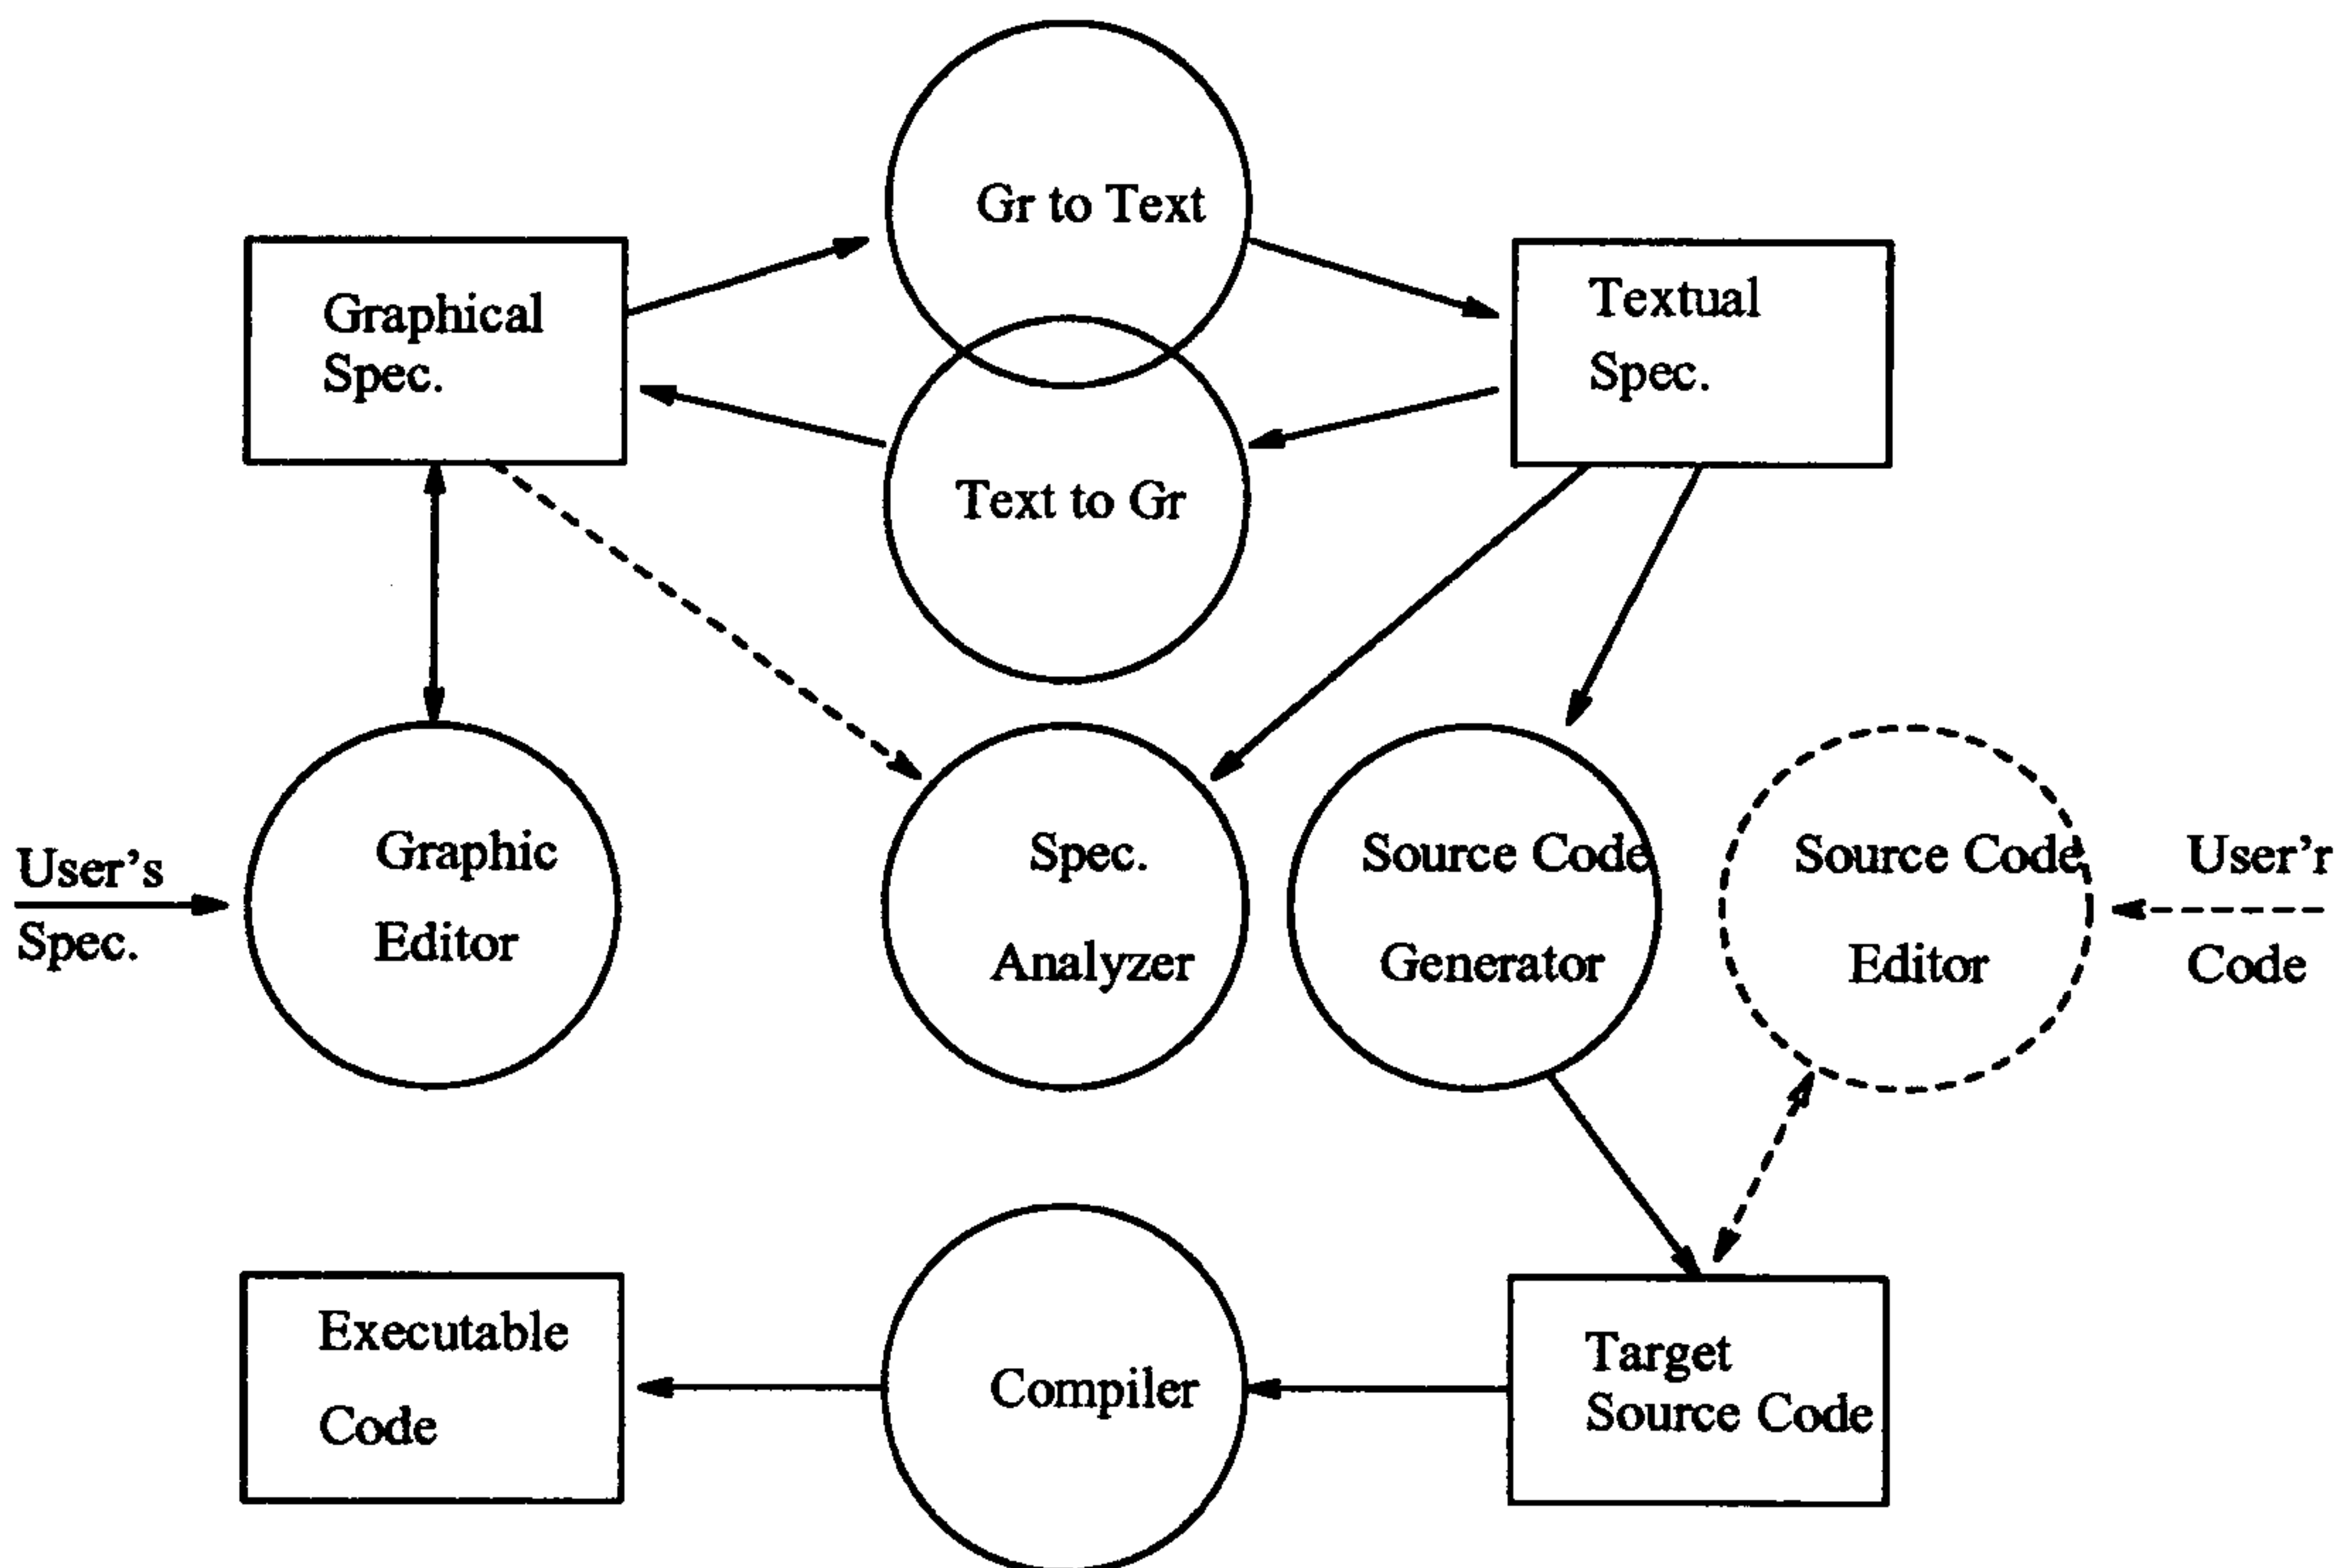 Gr to Text
Graphical
Spec.
Textual
Spec.
Text to Gr
User's
Spec.
Graphic
Editor
Spec.
Analyzer
Source Code
Generator
Source Code
Editor
User'r
Code
Executable
Code
Compiler
Target
Source Code